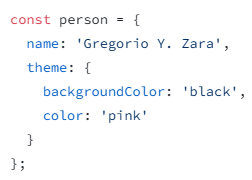 const person = {
  name: 'Gregorio Y. Zara',
  theme: {
    backgroundColor: 'black',
    color: 'pink'
  }
};